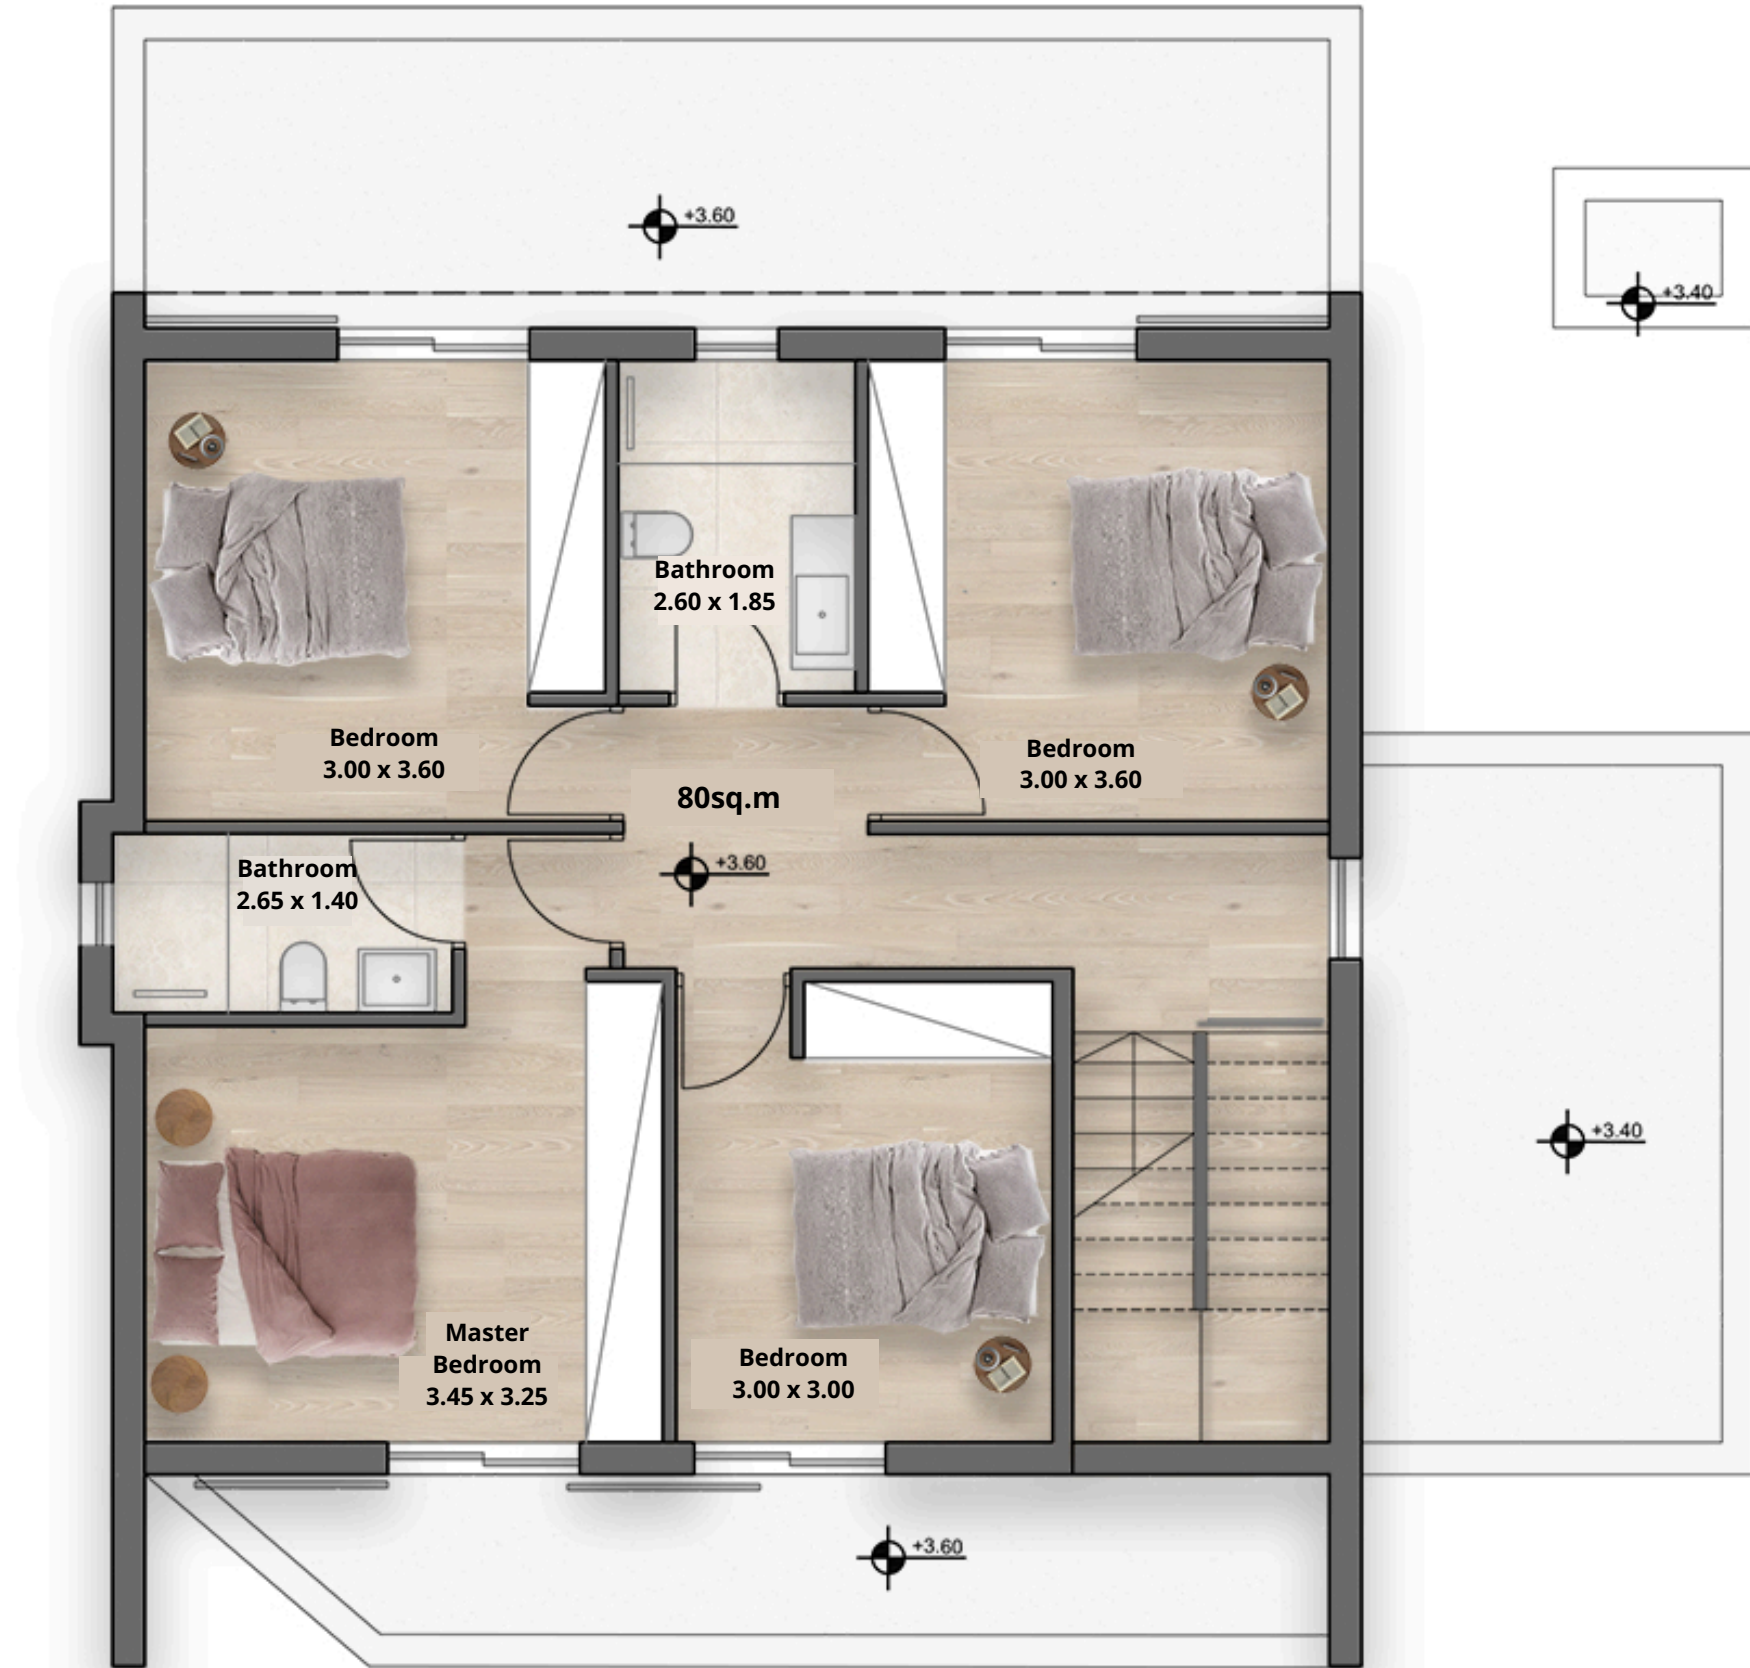 +3.60
+3.40
Bathroom
2.60 x 1.85
Bedroom
3.00 x 3.60
Bedroom
3.00 x 3.60
80sq.m
+3.60
Bathroom
2.65 x 1.40
+3.40
Master
Bedroom
3.45 x 3.25
Bedroom
3.00 x 3.00
+3.60